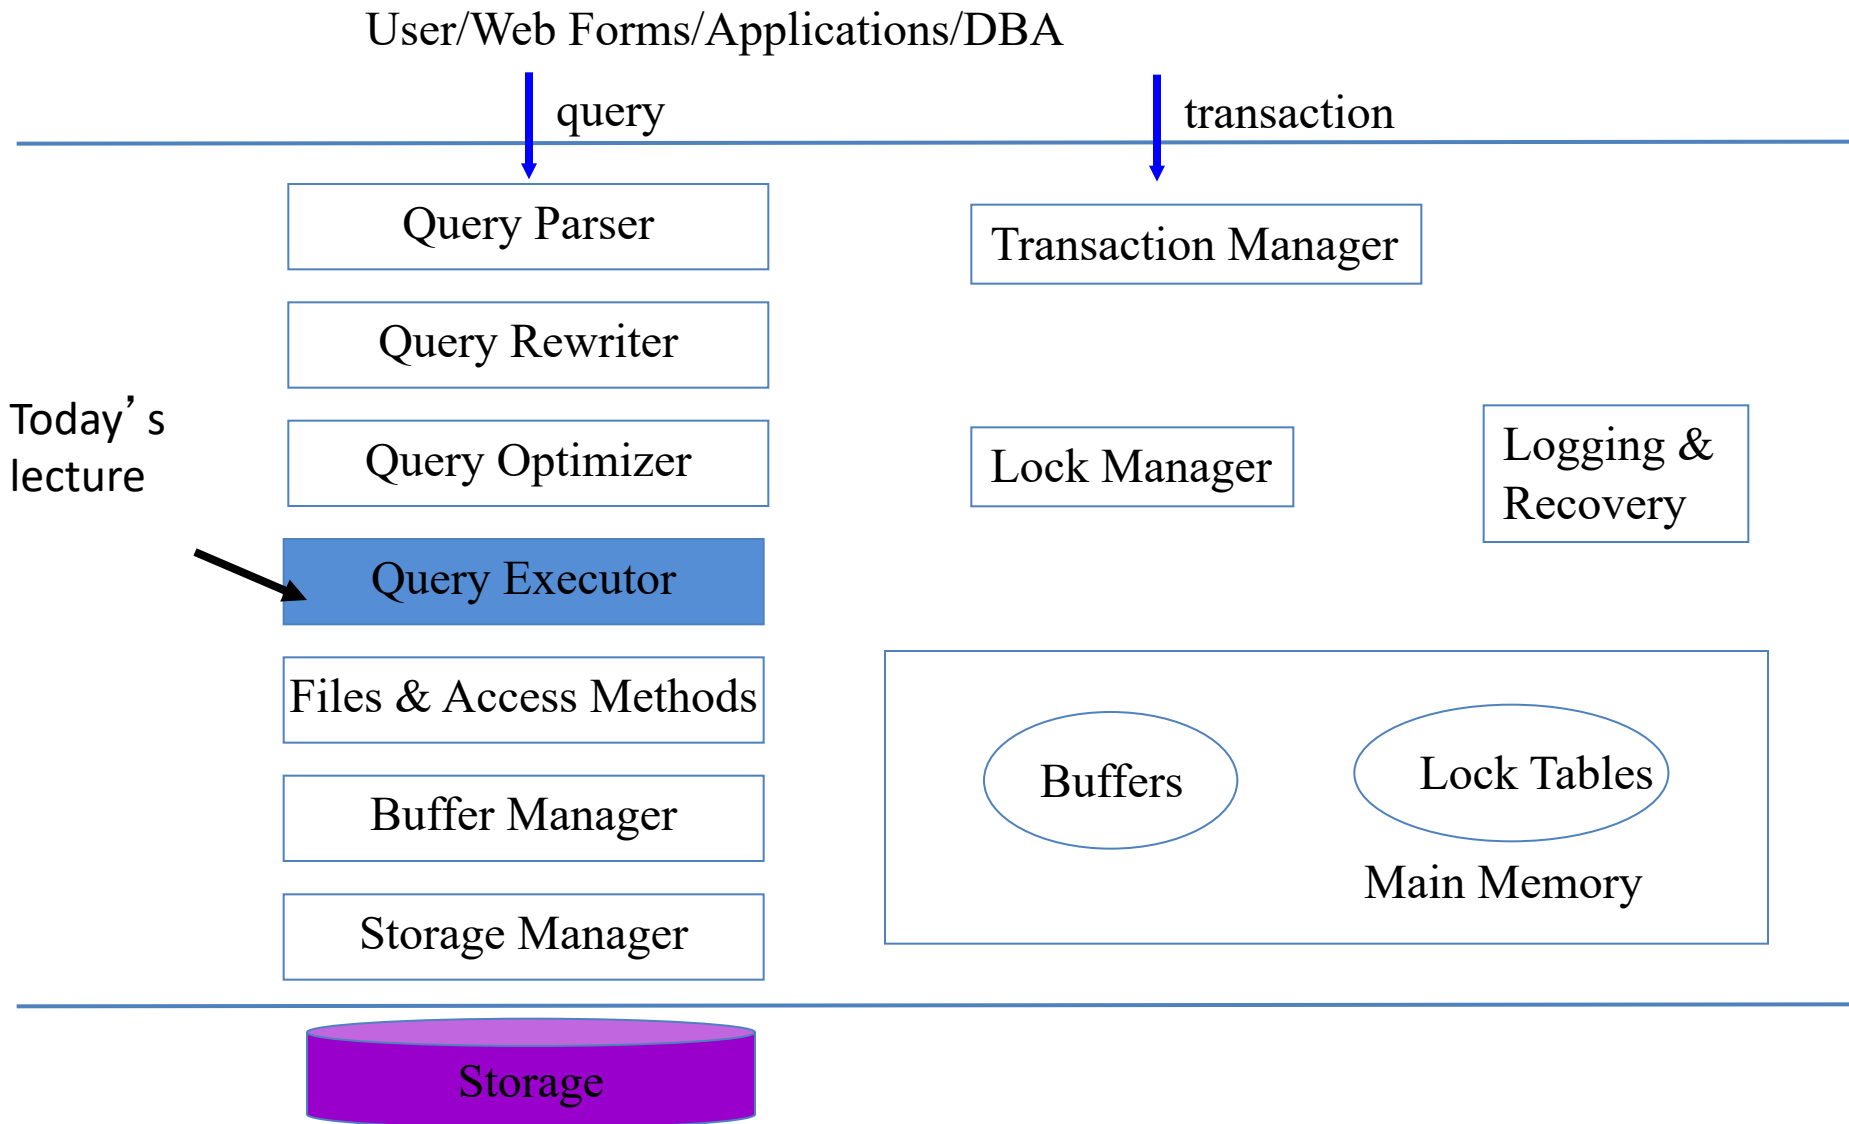 User/Web Forms/Applications/DBA
query
transaction
Query Parser
Transaction Manager
Query Rewriter
Today’s
lecture
Query Optimizer
Lock Manager
Logging &
Recovery
Query Executor
Files & Access Methods
Buffers
Lock Tables
Buffer Manager
Main Memory
Storage Manager
Storage